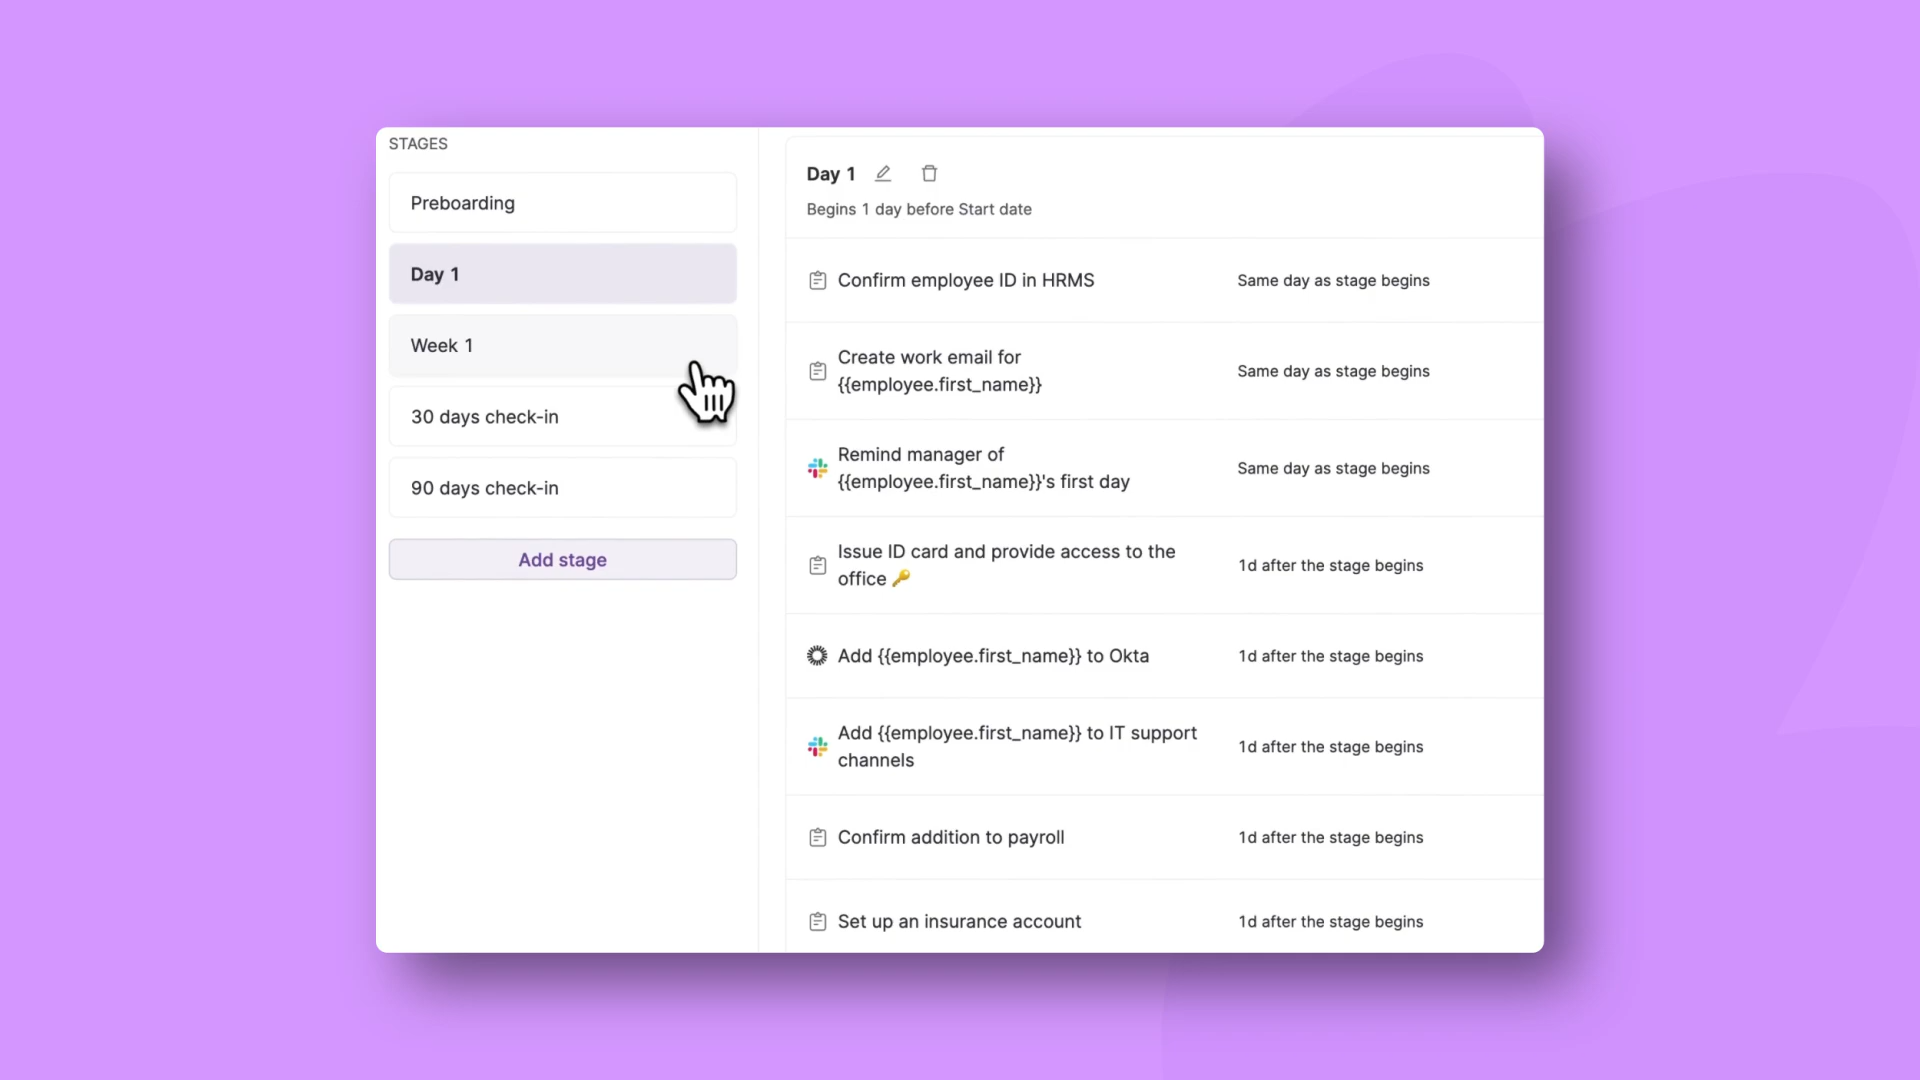 STAGES
Preboarding
Day 1
Week 1
30 days check-in
90 days check-in
Add stage
Day 1
Begins 1 day before Start date
Confirm employee ID in HRMS
Same day as stage begins
Create work email for
{{employee.first_name}}
Same day as stage begins
Remind manager of
{{employee.first_name}}'s first day
Same day as stage begins
Issue ID card and provide access to the
office 🔑
1d after the stage begins
Add {{employee.first_name}} to Okta
1d after the stage begins
Add {{employee.first_name}} to IT support
channels
1d after the stage begins
Confirm addition to payroll
1d after the stage begins
Set up an insurance account
1d after the stage begins